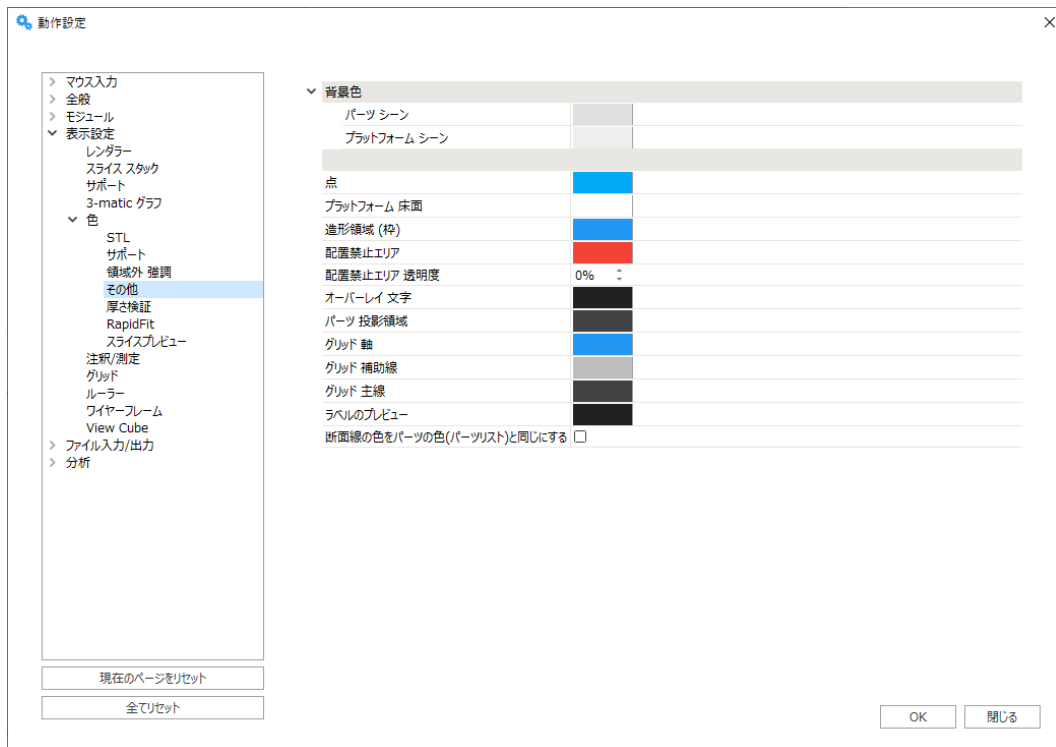 動作設定
マウス入力
全般
モジュール
表示設定
レンダラー
スライス スタック
サポート
3-matic グラフ
色
STL
サポート
領域外 強調
その他
厚さ検証
RapidFit
スライスプレビュー
注釈/測定
グリッド
ルーラー
ワイヤーフレーム
View Cube
ファイル入力/出力
分析
現在のページをリセット
全てリセット
背景色
パーツ シーン
プラットフォーム シーン
点
プラットフォーム 床面
造形領域 (枠)
配置禁止エリア
配置禁止エリア 透明度 0%
オーバーレイ 文字
パーツ 投影領域
グリッド 軸
グリッド 補助線
グリッド 主線
ラベルのプレビュー
断面線の色をパーツの色(パーツリスト)と同じにする
OK 閉じる